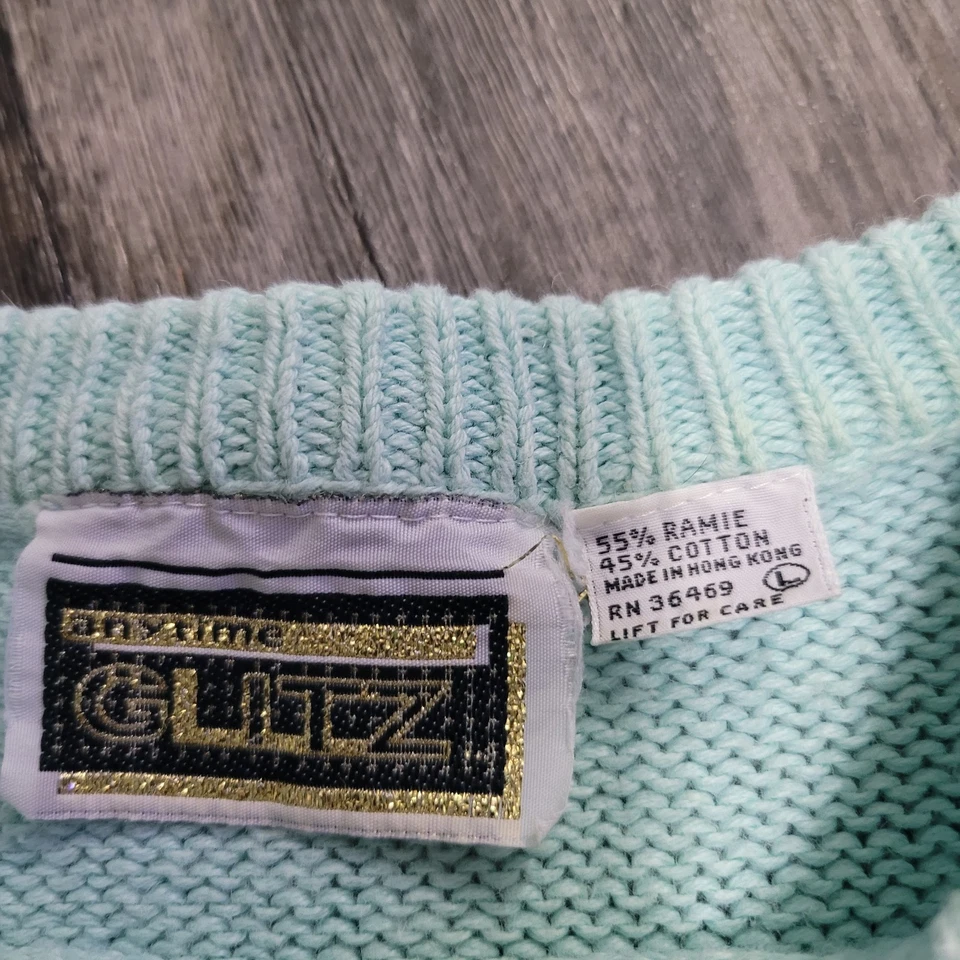 anytime
GLITZ
55% RAMIE
45% COTTON
MADE IN HONG KONG
RN 36469 L
LIFT FOR CARE